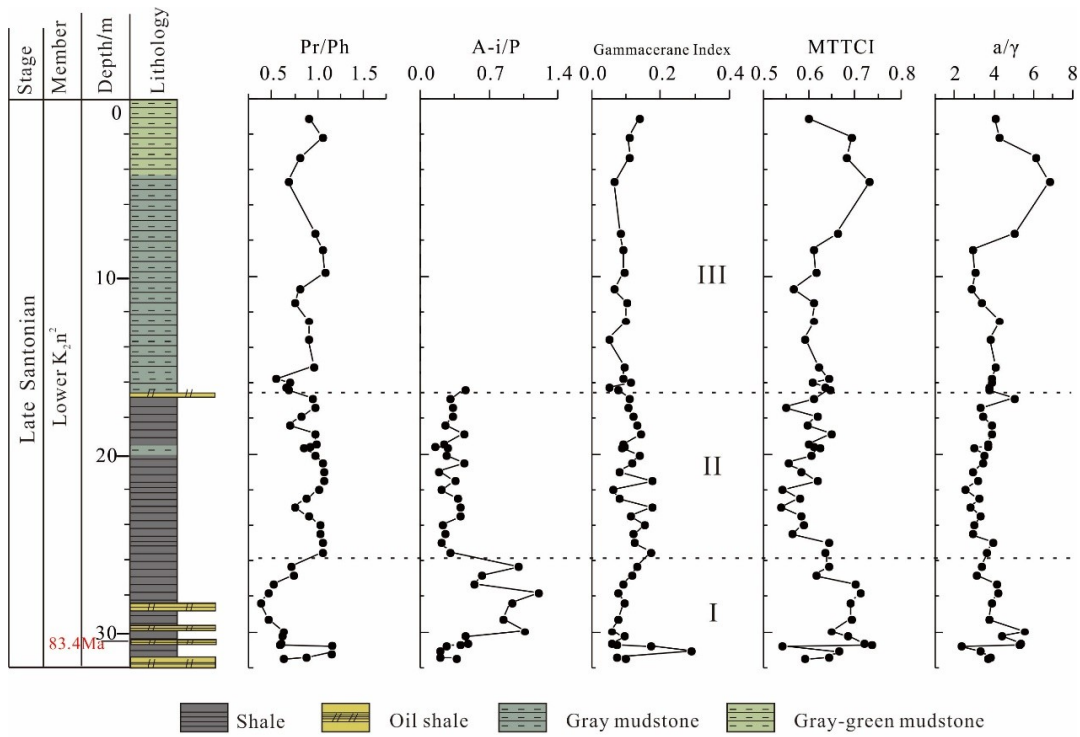 Stage
Member
Depth/m
Lithology
Pr/Ph
A-i/P
Gammacerane Index
MTTCI
a/γ
0.5 1.0
0.0 0.7 1.4
0.0 0.2 0.4
0.5 0.6 0.7 0.8
2 4 6 8
Late Santonian
Lower K₂n²
0
10
20
30
83.4Ma
III
II
I
Shale
Oil shale
Gray mudstone
Gray-green mudstone